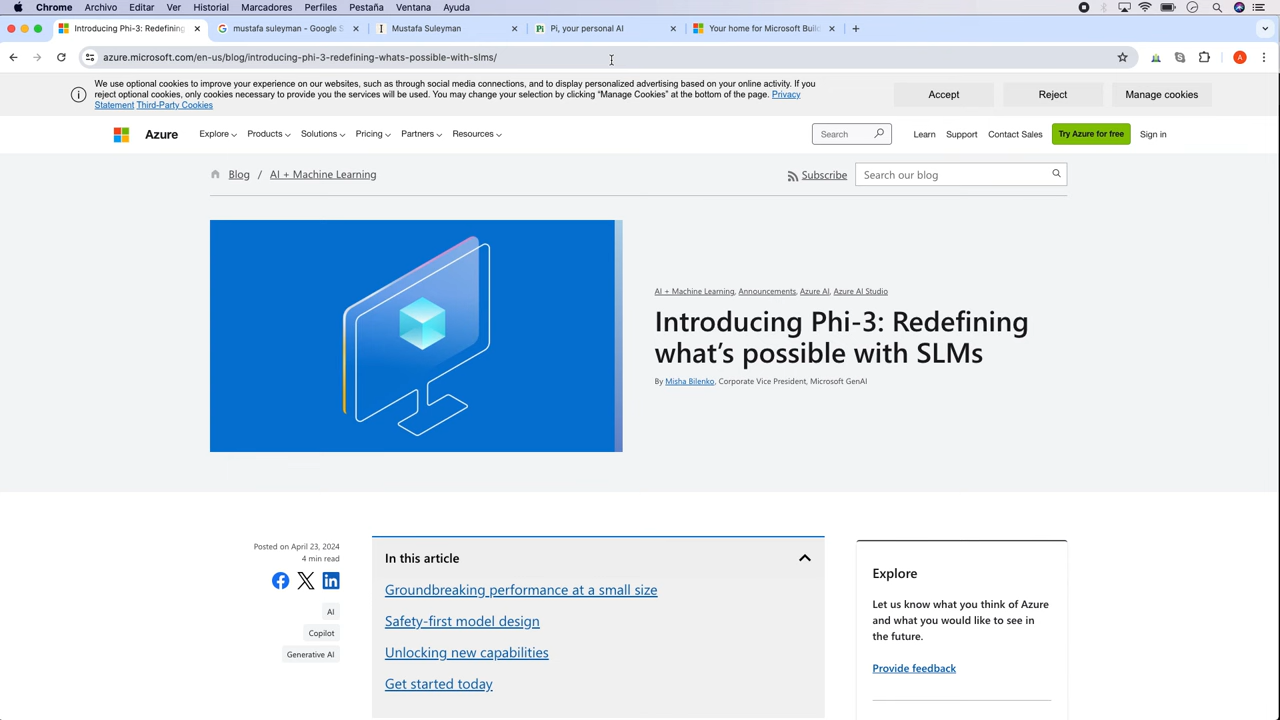 Chrome Archivo Editar Ver Historial Marcadores Perfiles Pestaña Ventana Ayuda
Introducing Phi-3: Redefining
mustafa suleyman - Google S
Mustafa Suleyman
Pi, your personal AI
Your home for Microsoft Buil
azure.microsoft.com/en-us/blog/introducing-phi-3-redefining-whats-possible-with-slms/
A
We use optional cookies to improve your experience on our websites, such as through social media connections, and to display personalized advertising based on your online activity. If you
reject optional cookies, only cookies necessary to provide you the services will be used. You may change your selection by clicking “Manage Cookies” at the bottom of the page. Privacy
Statement Third-Party Cookies
Accept
Reject
Manage cookies
Azure
Explore Products Solutions Pricing Partners Resources
Search
Learn Support Contact Sales Try Azure for free Sign in
Blog / AI + Machine Learning
Subscribe
Search our blog
AI + Machine Learning, Announcements, Azure AI, Azure AI Studio
Introducing Phi-3: Redefining
what’s possible with SLMs
By Misha Bilenko, Corporate Vice President, Microsoft GenAI
Posted on April 23, 2024
4 min read
AI
Copilot
Generative AI
In this article
Groundbreaking performance at a small size
Safety-first model design
Unlocking new capabilities
Get started today
Explore
Let us know what you think of Azure
and what you would like to see in
the future.
Provide feedback